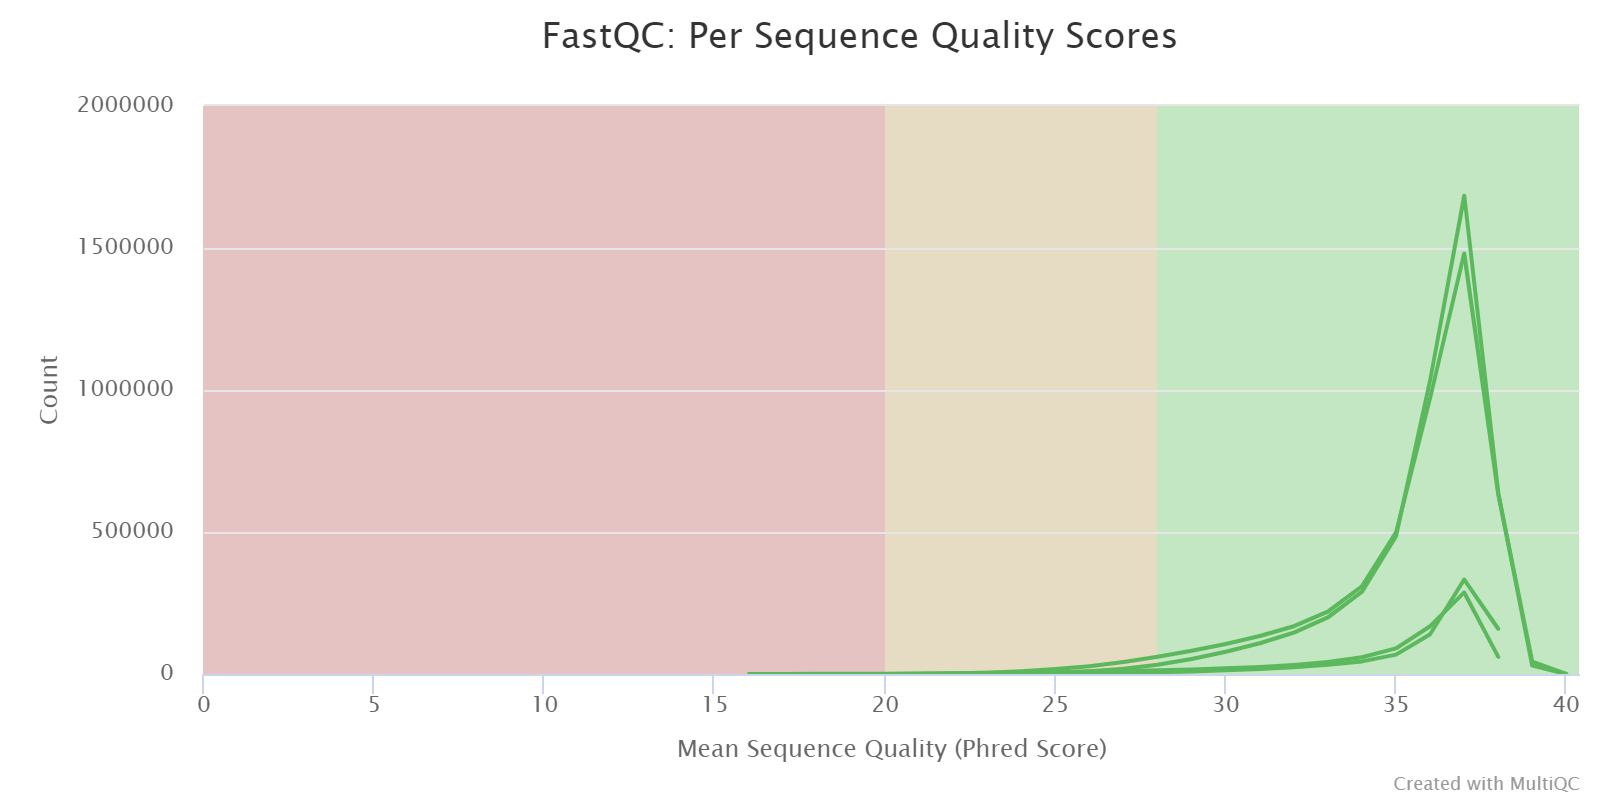 FastQC: Per Sequence Quality Scores
2000000
1500000
1000000
500000
0
Count
0 5 10 15 20 25 30 35 40
Mean Sequence Quality (Phred Score)
Created with MultiQC